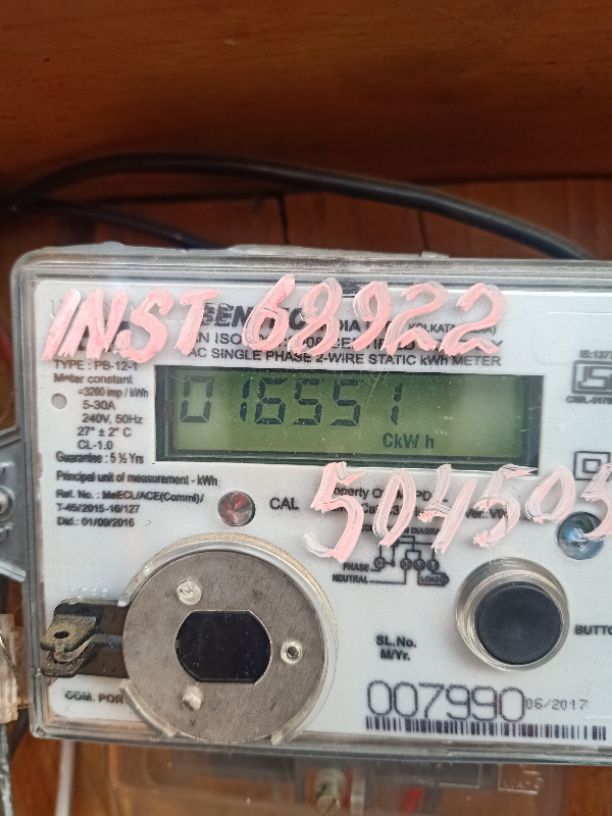 INST 68922
KOLKATA
AC SINGLE PHASE 2-WIRE STATIC kWh METER
TYPE : PB-12-1
Meter constant
=3200 imp / kWh
5-30A
240V, 50Hz
27° ± 2° C
CL-1.0
Guarantee : 5 ½ Yrs
016551
CkW h
Principal unit of measurement - kWh
Ref. No. : MeECL/ACE(Comml)/
T-45/2015-16/127
Dtd.: 01/09/2016
CAL
504505
PHASE
NEUTRAL
LOAD
SL.No.
M/Yr.
COM. POR
007990 06/2017